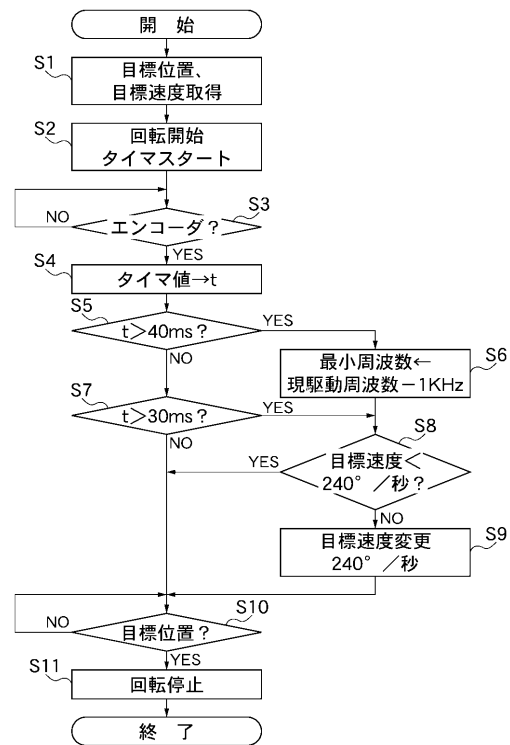 開 始
S1
目標位置、
目標速度取得
S2
回転開始
タイマスタート
S3
エンコーダ?
NO
YES
S4
タイマ値→t
S5
t>40ms?
YES
NO
S6
最小周波数←
現駆動周波数-1KHz
S7
t>30ms?
YES
NO
S8
目標速度<
240° /秒?
YES
NO
S9
目標速度変更
240° /秒
S10
目標位置?
NO
YES
S11
回転停止
終 了